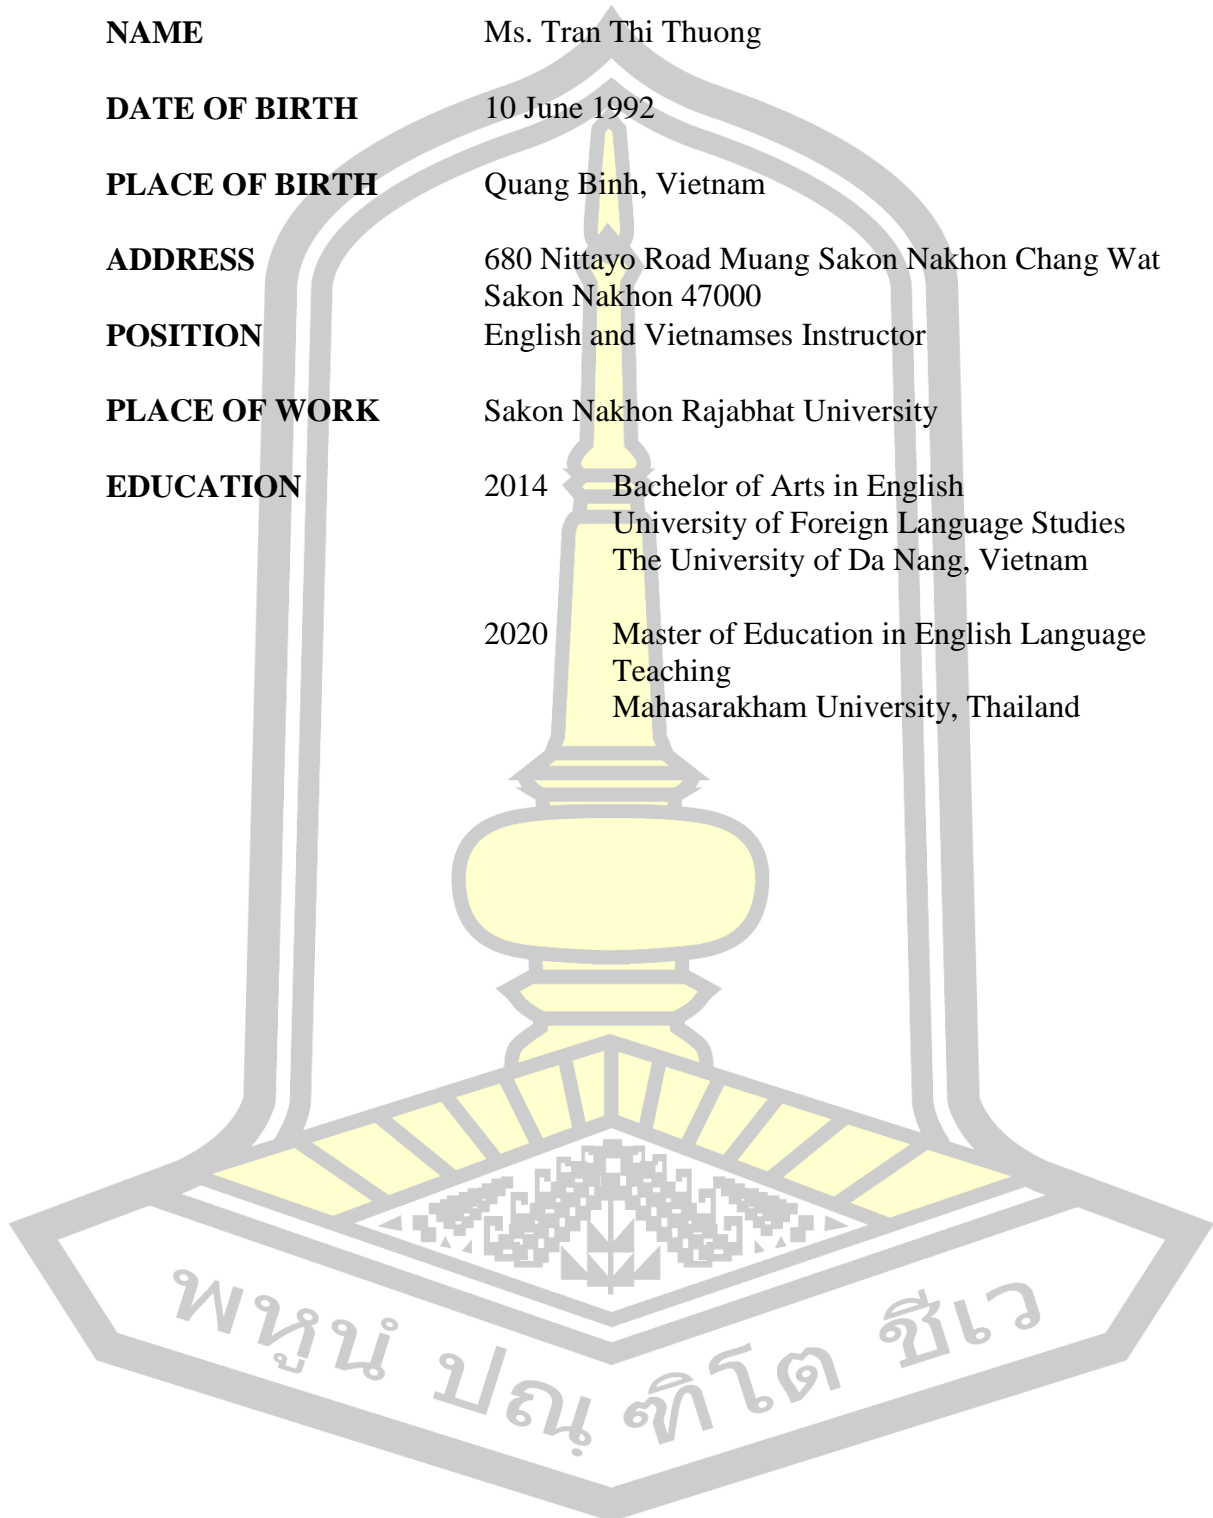 NAME Ms. Tran Thi Thuong
DATE OF BIRTH 10 June 1992
PLACE OF BIRTH Quang Binh, Vietnam
ADDRESS 680 Nittayo Road Muang Sakon Nakhon Chang Wat
Sakon Nakhon 47000
POSITION English and Vietnamses Instructor
PLACE OF WORK Sakon Nakhon Rajabhat University
EDUCATION 2014 Bachelor of Arts in English
University of Foreign Language Studies
The University of Da Nang, Vietnam
2020 Master of Education in English Language
Teaching
Mahasarakham University, Thailand
พหูนํ ปณฺฑิโต ชีเว